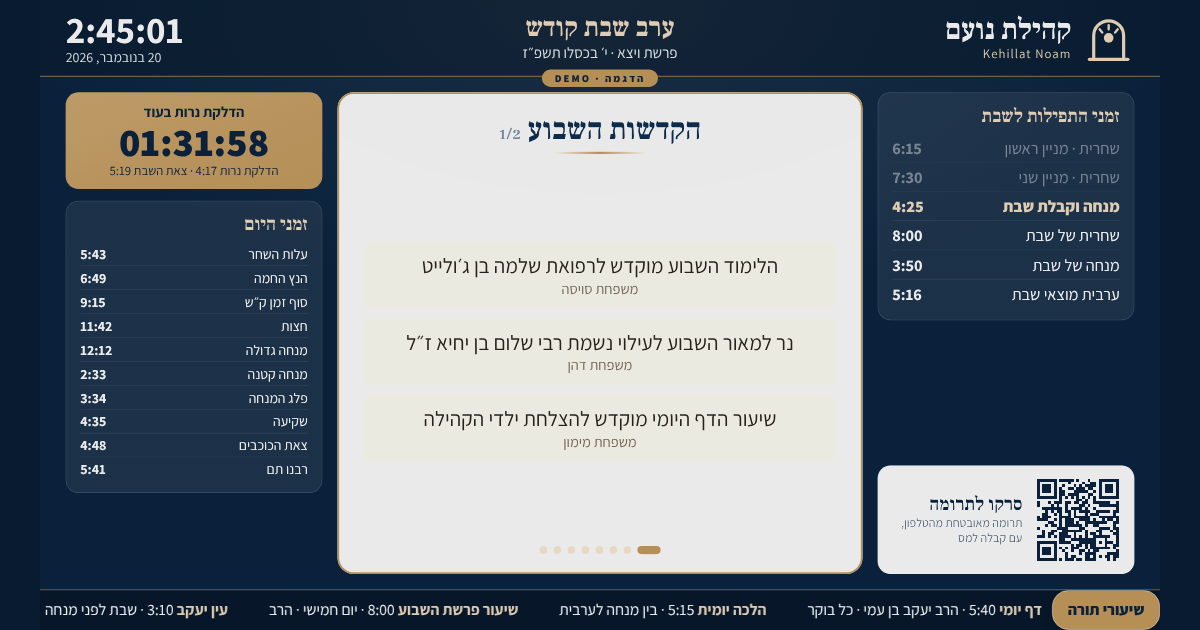 קהילת נועם
Kehillat Noam
ערב שבת קודש
פרשת ויצא · י׳ בכסלו תשפ״ז
2:45:01
20 בנובמבר, 2026
הדגמה · DEMO
זמני התפילות לשבת
שחרית · מניין ראשון 6:15
שחרית · מניין שני 7:30
מנחה וקבלת שבת 4:25
שחרית של שבת 8:00
מנחה של שבת 3:50
ערבית מוצאי שבת 5:16
סרקו לתרומה
תרומה מאובטחת מהטלפון,
עם קבלה למס
הקדשות השבוע 1/2
הלימוד השבוע מוקדש לרפואת שלמה בן ג׳ולייט
משפחת סויסה
נר למאור השבוע לעילוי נשמת רבי שלום בן יחיא ז״ל
משפחת דהן
שיעור הדף היומי מוקדש להצלחת ילדי הקהילה
משפחת מימון
הדלקת נרות בעוד
01:31:58
הדלקת נרות 4:17 · צאת השבת 5:19
זמני היום
עלות השחר 5:43
הנץ החמה 6:49
סוף זמן ק״ש 9:15
חצות 11:42
מנחה גדולה 12:12
מנחה קטנה 2:33
פלג המנחה 3:34
שקיעה 4:35
צאת הכוכבים 4:48
רבנו תם 5:41
שיעורי תורה
דף יומי 5:40 · הרב יעקב בן עמי · כל בוקר
הלכה יומית 5:15 · בין מנחה לערבית
שיעור פרשת השבוע 8:00 · יום חמישי · הרב
עין יעקב 3:10 · שבת לפני מנחה